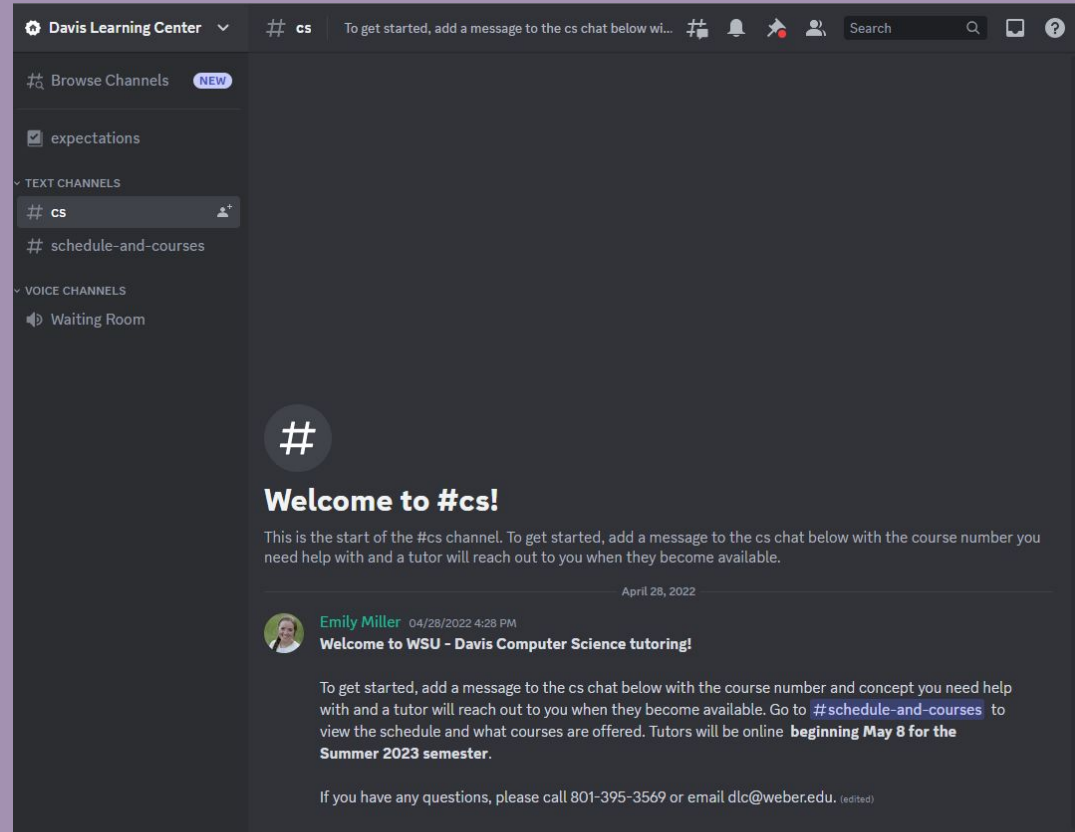 Davis Learning Center
# cs
To get started, add a message to the cs chat below wi...
Search
Browse Channels
NEW
expectations
TEXT CHANNELS
# cs
# schedule-and-courses
VOICE CHANNELS
Waiting Room
#
Welcome to #cs!
This is the start of the #cs channel. To get started, add a message to the cs chat below with the course number you
need help with and a tutor will reach out to you when they become available.
April 28, 2022
Emily Miller 04/28/2022 4:28 PM
Welcome to WSU - Davis Computer Science tutoring!
To get started, add a message to the cs chat below with the course number and concept you need help
with and a tutor will reach out to you when they become available. Go to #schedule-and-courses to
view the schedule and what courses are offered. Tutors will be online beginning May 8 for the
Summer 2023 semester.
If you have any questions, please call 801-395-3569 or email dlc@weber.edu. (edited)